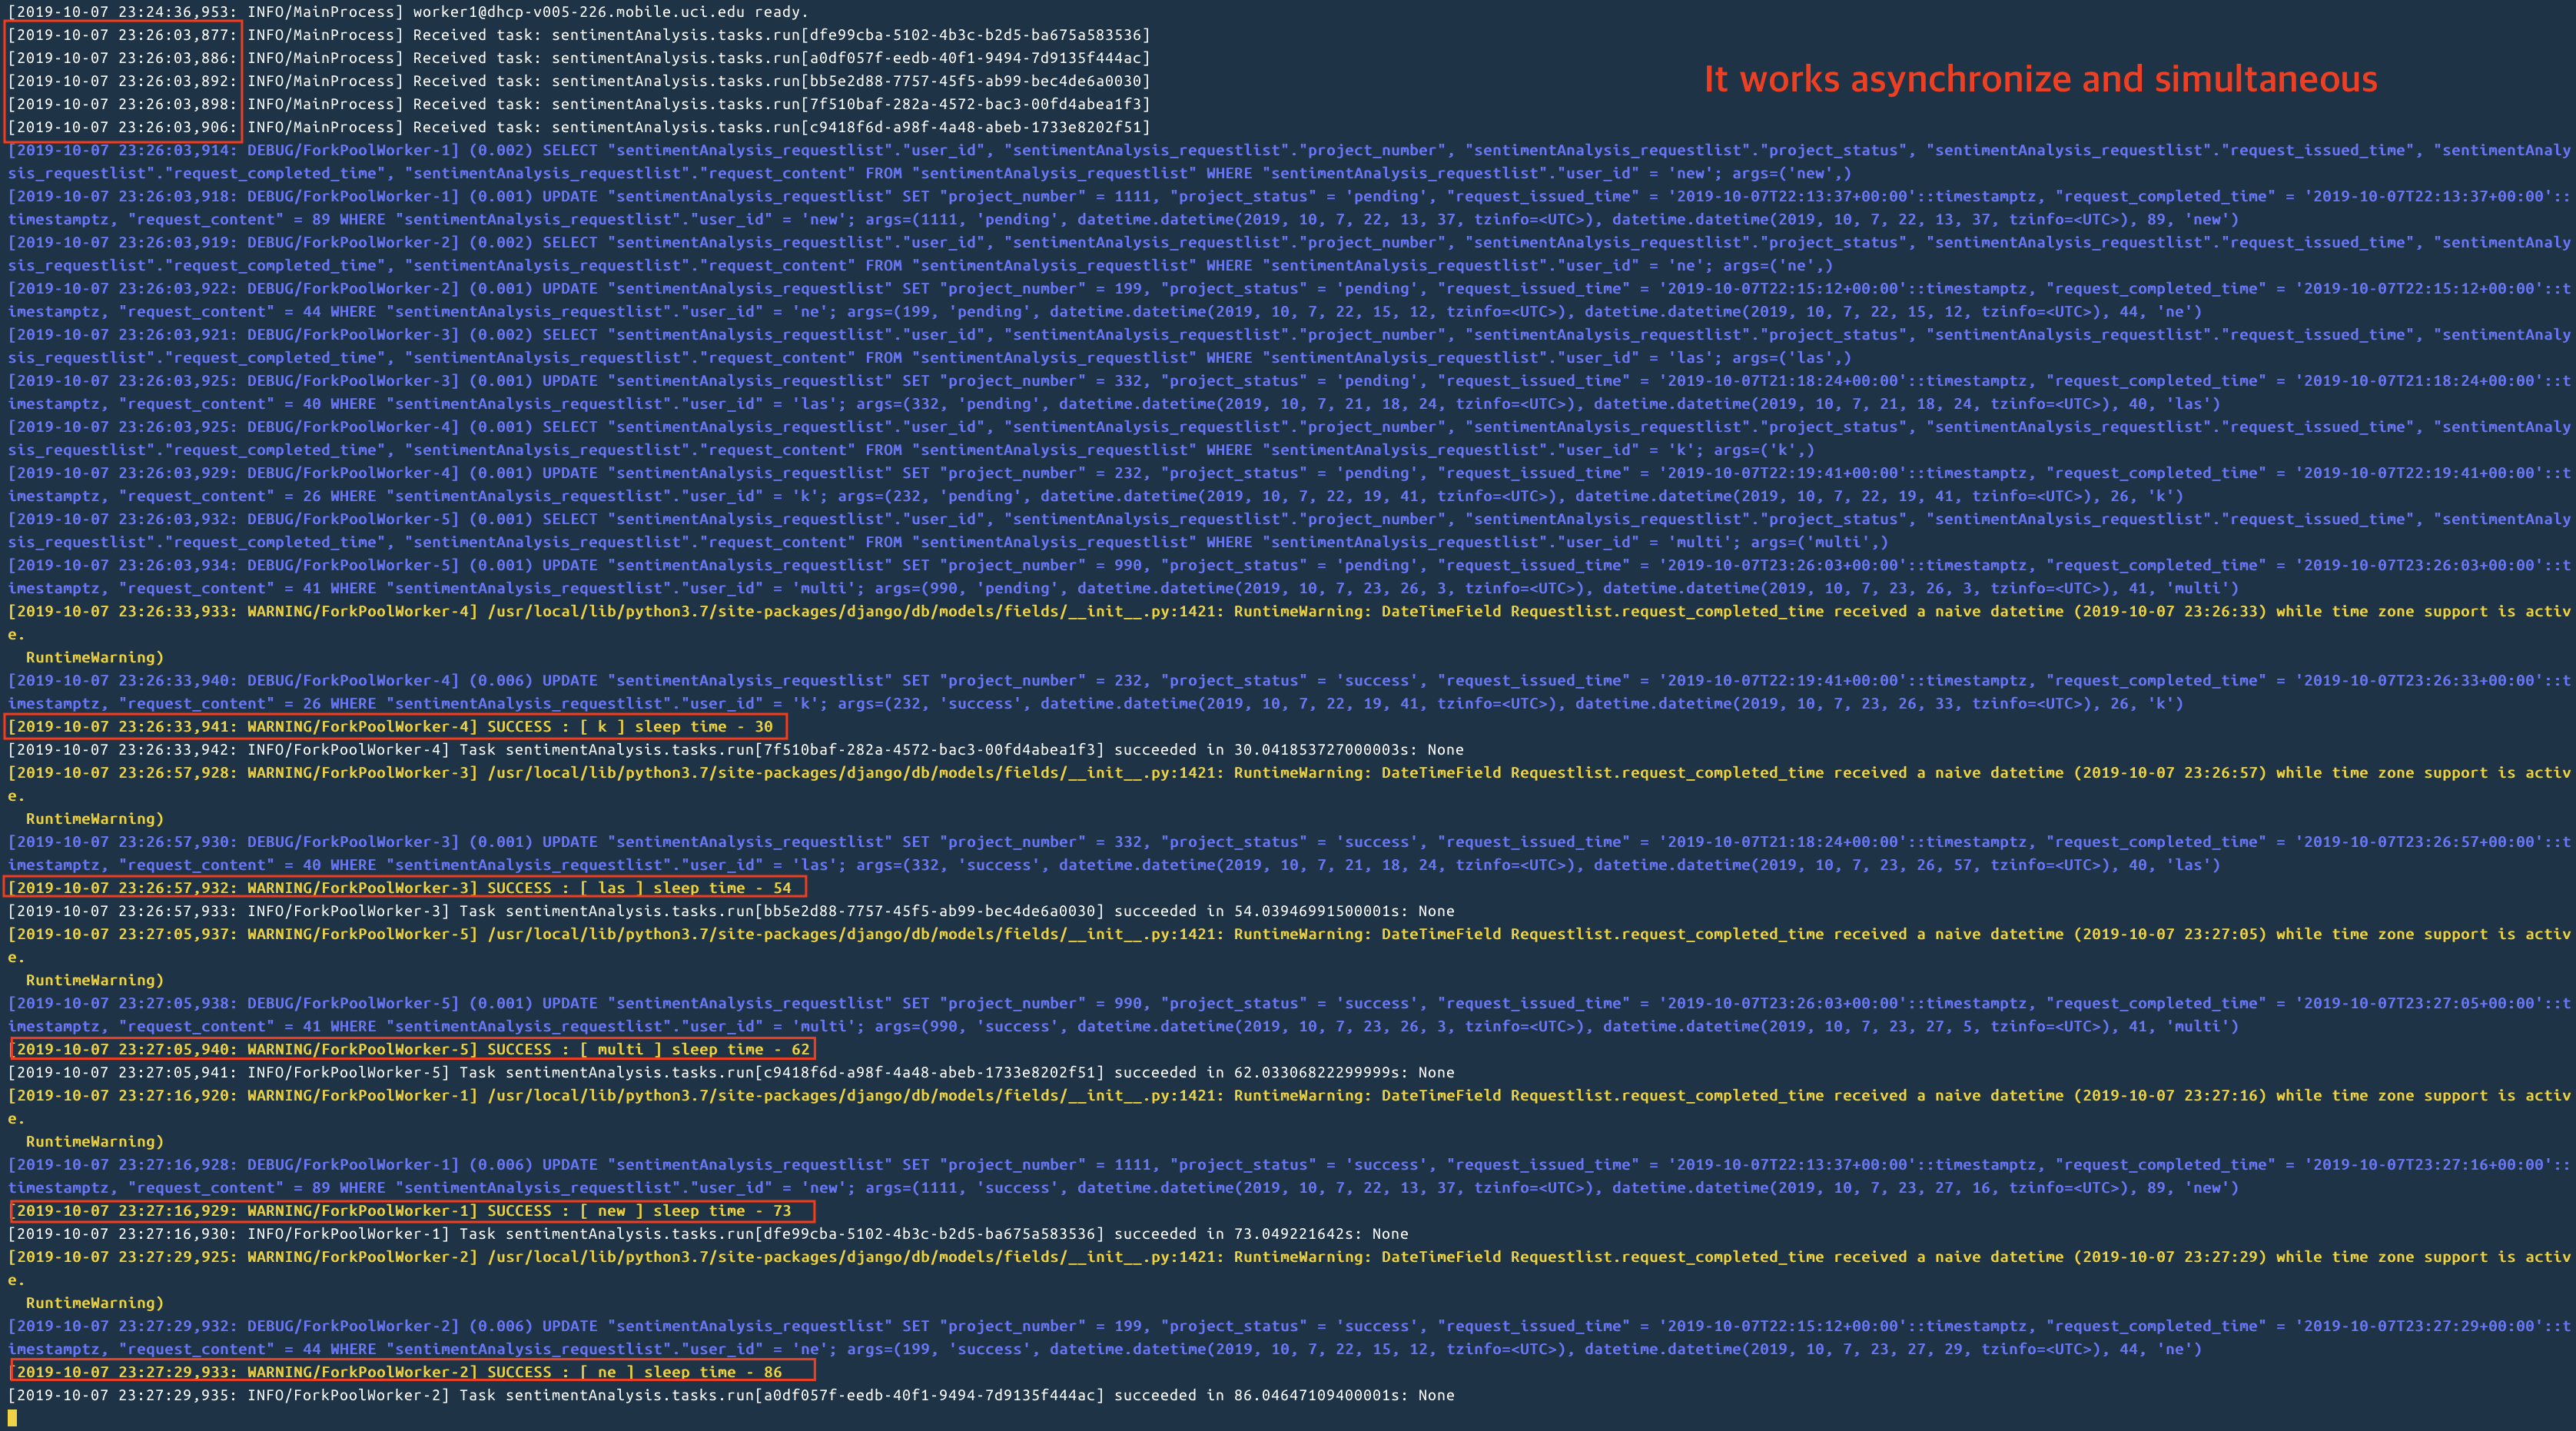 [2019-10-07 23:24:36,953: INFO/MainProcess] worker1@dhcp-v005-226.mobile.uci.edu ready.
[2019-10-07 23:26:03,877: INFO/MainProcess] Received task: sentimentAnalysis.tasks.run[dfe99cba-5102-4b3c-b2d5-ba675a583536]
[2019-10-07 23:26:03,886: INFO/MainProcess] Received task: sentimentAnalysis.tasks.run[a0df057f-eedb-40f1-9494-7d9135f444ac]
[2019-10-07 23:26:03,892: INFO/MainProcess] Received task: sentimentAnalysis.tasks.run[bb5e2d88-7757-45f5-ab99-bec4de6a0030]
It works asynchronize and simultaneous
[2019-10-07 23:26:03,898: INFO/MainProcess] Received task: sentimentAnalysis.tasks.run[7f510baf-282a-4572-bac3-00fd4abea1f3]
[2019-10-07 23:26:03,906: INFO/MainProcess] Received task: sentimentAnalysis.tasks.run[c9418f6d-a98f-4a48-abeb-1733e8202f51]
[2019-10-07 23:26:03,914: DEBUG/ForkPoolWorker-1] (0.002) SELECT "sentimentAnalysis_requestlist"."user_id", "sentimentAnalysis_requestlist"."project_number", "sentimentAnalysis_requestlist"."project_status", "sentimentAnalysis_requestlist"."request_issued_time", "sentimentAnaly
sis_requestlist"."request_completed_time", "sentimentAnalysis_requestlist"."request_content" FROM "sentimentAnalysis_requestlist" WHERE "sentimentAnalysis_requestlist"."user_id" = 'new'; args=('new',)
[2019-10-07 23:26:03,918: DEBUG/ForkPoolWorker-1] (0.001) UPDATE "sentimentAnalysis_requestlist" SET "project_number" = 1111, "project_status" = 'pending', "request_issued_time" = '2019-10-07T22:13:37+00:00'::timestamptz, "request_completed_time" = '2019-10-07T22:13:37+00:00'::
timestamptz, "request_content" = 89 WHERE "sentimentAnalysis_requestlist"."user_id" = 'new'; args=(1111, 'pending', datetime.datetime(2019, 10, 7, 22, 13, 37, tzinfo=<UTC>), datetime.datetime(2019, 10, 7, 22, 13, 37, tzinfo=<UTC>), 89, 'new')
[2019-10-07 23:26:03,919: DEBUG/ForkPoolWorker-2] (0.002) SELECT "sentimentAnalysis_requestlist"."user_id", "sentimentAnalysis_requestlist"."project_number", "sentimentAnalysis_requestlist"."project_status", "sentimentAnalysis_requestlist"."request_issued_time", "sentimentAnaly
sis_requestlist"."request_completed_time", "sentimentAnalysis_requestlist"."request_content" FROM "sentimentAnalysis_requestlist" WHERE "sentimentAnalysis_requestlist"."user_id" = 'ne'; args=('ne',)
[2019-10-07 23:26:03,922: DEBUG/ForkPoolWorker-2] (0.001) UPDATE "sentimentAnalysis_requestlist" SET "project_number" = 199, "project_status" = 'pending', "request_issued_time" = '2019-10-07T22:15:12+00:00'::timestamptz, "request_completed_time" = '2019-10-07T22:15:12+00:00'::t
imestamptz, "request_content" = 44 WHERE "sentimentAnalysis_requestlist"."user_id" = 'ne'; args=(199, 'pending', datetime.datetime(2019, 10, 7, 22, 15, 12, tzinfo=<UTC>), datetime.datetime(2019, 10, 7, 22, 15, 12, tzinfo=<UTC>), 44, 'ne')
[2019-10-07 23:26:03,921: DEBUG/ForkPoolWorker-3] (0.002) SELECT "sentimentAnalysis_requestlist"."user_id", "sentimentAnalysis_requestlist"."project_number", "sentimentAnalysis_requestlist"."project_status", "sentimentAnalysis_requestlist"."request_issued_time", "sentimentAnaly
sis_requestlist"."request_completed_time", "sentimentAnalysis_requestlist"."request_content" FROM "sentimentAnalysis_requestlist" WHERE "sentimentAnalysis_requestlist"."user_id" = 'las'; args=('las',)
[2019-10-07 23:26:03,925: DEBUG/ForkPoolWorker-3] (0.001) UPDATE "sentimentAnalysis_requestlist" SET "project_number" = 332, "project_status" = 'pending', "request_issued_time" = '2019-10-07T21:18:24+00:00'::timestamptz, "request_completed_time" = '2019-10-07T21:18:24+00:00'::t
imestamptz, "request_content" = 40 WHERE "sentimentAnalysis_requestlist"."user_id" = 'las'; args=(332, 'pending', datetime.datetime(2019, 10, 7, 21, 18, 24, tzinfo=<UTC>), datetime.datetime(2019, 10, 7, 21, 18, 24, tzinfo=<UTC>), 40, 'las')
[2019-10-07 23:26:03,925: DEBUG/ForkPoolWorker-4] (0.001) SELECT "sentimentAnalysis_requestlist"."user_id", "sentimentAnalysis_requestlist"."project_number", "sentimentAnalysis_requestlist"."project_status", "sentimentAnalysis_requestlist"."request_issued_time", "sentimentAnaly
sis_requestlist"."request_completed_time", "sentimentAnalysis_requestlist"."request_content" FROM "sentimentAnalysis_requestlist" WHERE "sentimentAnalysis_requestlist"."user_id" = 'k'; args=('k',)
[2019-10-07 23:26:03,929: DEBUG/ForkPoolWorker-4] (0.001) UPDATE "sentimentAnalysis_requestlist" SET "project_number" = 232, "project_status" = 'pending', "request_issued_time" = '2019-10-07T22:19:41+00:00'::timestamptz, "request_completed_time" = '2019-10-07T22:19:41+00:00'::t
imestamptz, "request_content" = 26 WHERE "sentimentAnalysis_requestlist"."user_id" = 'k'; args=(232, 'pending', datetime.datetime(2019, 10, 7, 22, 19, 41, tzinfo=<UTC>), datetime.datetime(2019, 10, 7, 22, 19, 41, tzinfo=<UTC>), 26, 'k')
[2019-10-07 23:26:03,932: DEBUG/ForkPoolWorker-5] (0.001) SELECT "sentimentAnalysis_requestlist"."user_id", "sentimentAnalysis_requestlist"."project_number", "sentimentAnalysis_requestlist"."project_status", "sentimentAnalysis_requestlist"."request_issued_time", "sentimentAnaly
sis_requestlist"."request_completed_time", "sentimentAnalysis_requestlist"."request_content" FROM "sentimentAnalysis_requestlist" WHERE "sentimentAnalysis_requestlist"."user_id" = 'multi'; args=('multi',)
[2019-10-07 23:26:03,934: DEBUG/ForkPoolWorker-5] (0.001) UPDATE "sentimentAnalysis_requestlist" SET "project_number" = 990, "project_status" = 'pending', "request_issued_time" = '2019-10-07T23:26:03+00:00'::timestamptz, "request_completed_time" = '2019-10-07T23:26:03+00:00'::t
imestamptz, "request_content" = 41 WHERE "sentimentAnalysis_requestlist"."user_id" = 'multi'; args=(990, 'pending', datetime.datetime(2019, 10, 7, 23, 26, 3, tzinfo=<UTC>), datetime.datetime(2019, 10, 7, 23, 26, 3, tzinfo=<UTC>), 41, 'multi')
[2019-10-07 23:26:33,933: WARNING/ForkPoolWorker-4] /usr/local/lib/python3.7/site-packages/django/db/models/fields/__init__.py:1421: RuntimeWarning: DateTimeField Requestlist.request_completed_time received a naive datetime (2019-10-07 23:26:33) while time zone support is activ
e.
RuntimeWarning)
[2019-10-07 23:26:33,940: DEBUG/ForkPoolWorker-4] (0.006) UPDATE "sentimentAnalysis_requestlist" SET "project_number" = 232, "project_status" = 'success', "request_issued_time" = '2019-10-07T22:19:41+00:00'::timestamptz, "request_completed_time" = '2019-10-07T23:26:33+00:00'::t
imestamptz, "request_content" = 26 WHERE "sentimentAnalysis_requestlist"."user_id" = 'k'; args=(232, 'success', datetime.datetime(2019, 10, 7, 22, 19, 41, tzinfo=<UTC>), datetime.datetime(2019, 10, 7, 23, 26, 33, tzinfo=<UTC>), 26, 'k')
[2019-10-07 23:26:33,941: WARNING/ForkPoolWorker-4] SUCCESS : [ k ] sleep time - 30
[2019-10-07 23:26:33,942: INFO/ForkPoolWorker-4] Task sentimentAnalysis.tasks.run[7f510baf-282a-4572-bac3-00fd4abea1f3] succeeded in 30.041853727000003s: None
[2019-10-07 23:26:57,928: WARNING/ForkPoolWorker-3] /usr/local/lib/python3.7/site-packages/django/db/models/fields/__init__.py:1421: RuntimeWarning: DateTimeField Requestlist.request_completed_time received a naive datetime (2019-10-07 23:26:57) while time zone support is activ
e.
RuntimeWarning)
[2019-10-07 23:26:57,930: DEBUG/ForkPoolWorker-3] (0.001) UPDATE "sentimentAnalysis_requestlist" SET "project_number" = 332, "project_status" = 'success', "request_issued_time" = '2019-10-07T21:18:24+00:00'::timestamptz, "request_completed_time" = '2019-10-07T23:26:57+00:00'::t
imestamptz, "request_content" = 40 WHERE "sentimentAnalysis_requestlist"."user_id" = 'las'; args=(332, 'success', datetime.datetime(2019, 10, 7, 21, 18, 24, tzinfo=<UTC>), datetime.datetime(2019, 10, 7, 23, 26, 57, tzinfo=<UTC>), 40, 'las')
[2019-10-07 23:26:57,932: WARNING/ForkPoolWorker-3] SUCCESS : [ las ] sleep time - 54
[2019-10-07 23:26:57,933: INFO/ForkPoolWorker-3] Task sentimentAnalysis.tasks.run[bb5e2d88-7757-45f5-ab99-bec4de6a0030] succeeded in 54.03946991500001s: None
[2019-10-07 23:27:05,937: WARNING/ForkPoolWorker-5] /usr/local/lib/python3.7/site-packages/django/db/models/fields/__init__.py:1421: RuntimeWarning: DateTimeField Requestlist.request_completed_time received a naive datetime (2019-10-07 23:27:05) while time zone support is activ
e.
RuntimeWarning)
[2019-10-07 23:27:05,938: DEBUG/ForkPoolWorker-5] (0.001) UPDATE "sentimentAnalysis_requestlist" SET "project_number" = 990, "project_status" = 'success', "request_issued_time" = '2019-10-07T23:26:03+00:00'::timestamptz, "request_completed_time" = '2019-10-07T23:27:05+00:00'::t
imestamptz, "request_content" = 41 WHERE "sentimentAnalysis_requestlist"."user_id" = 'multi'; args=(990, 'success', datetime.datetime(2019, 10, 7, 23, 26, 3, tzinfo=<UTC>), datetime.datetime(2019, 10, 7, 23, 27, 5, tzinfo=<UTC>), 41, 'multi')
[2019-10-07 23:27:05,940: WARNING/ForkPoolWorker-5] SUCCESS : [ multi ] sleep time - 62
[2019-10-07 23:27:05,941: INFO/ForkPoolWorker-5] Task sentimentAnalysis.tasks.run[c9418f6d-a98f-4a48-abeb-1733e8202f51] succeeded in 62.03306822299999s: None
[2019-10-07 23:27:16,920: WARNING/ForkPoolWorker-1] /usr/local/lib/python3.7/site-packages/django/db/models/fields/__init__.py:1421: RuntimeWarning: DateTimeField Requestlist.request_completed_time received a naive datetime (2019-10-07 23:27:16) while time zone support is activ
e.
RuntimeWarning)
[2019-10-07 23:27:16,928: DEBUG/ForkPoolWorker-1] (0.006) UPDATE "sentimentAnalysis_requestlist" SET "project_number" = 1111, "project_status" = 'success', "request_issued_time" = '2019-10-07T22:13:37+00:00'::timestamptz, "request_completed_time" = '2019-10-07T23:27:16+00:00'::
timestamptz, "request_content" = 89 WHERE "sentimentAnalysis_requestlist"."user_id" = 'new'; args=(1111, 'success', datetime.datetime(2019, 10, 7, 22, 13, 37, tzinfo=<UTC>), datetime.datetime(2019, 10, 7, 23, 27, 16, tzinfo=<UTC>), 89, 'new')
[2019-10-07 23:27:16,929: WARNING/ForkPoolWorker-1] SUCCESS : [ new ] sleep time - 73
[2019-10-07 23:27:16,930: INFO/ForkPoolWorker-1] Task sentimentAnalysis.tasks.run[dfe99cba-5102-4b3c-b2d5-ba675a583536] succeeded in 73.049221642s: None
[2019-10-07 23:27:29,925: WARNING/ForkPoolWorker-2] /usr/local/lib/python3.7/site-packages/django/db/models/fields/__init__.py:1421: RuntimeWarning: DateTimeField Requestlist.request_completed_time received a naive datetime (2019-10-07 23:27:29) while time zone support is activ
e.
RuntimeWarning)
[2019-10-07 23:27:29,932: DEBUG/ForkPoolWorker-2] (0.006) UPDATE "sentimentAnalysis_requestlist" SET "project_number" = 199, "project_status" = 'success', "request_issued_time" = '2019-10-07T22:15:12+00:00'::timestamptz, "request_completed_time" = '2019-10-07T23:27:29+00:00'::t
imestamptz, "request_content" = 44 WHERE "sentimentAnalysis_requestlist"."user_id" = 'ne'; args=(199, 'success', datetime.datetime(2019, 10, 7, 22, 15, 12, tzinfo=<UTC>), datetime.datetime(2019, 10, 7, 23, 27, 29, tzinfo=<UTC>), 44, 'ne')
[2019-10-07 23:27:29,933: WARNING/ForkPoolWorker-2] SUCCESS : [ ne ] sleep time - 86
[2019-10-07 23:27:29,935: INFO/ForkPoolWorker-2] Task sentimentAnalysis.tasks.run[a0df057f-eedb-40f1-9494-7d9135f444ac] succeeded in 86.04647109400001s: None